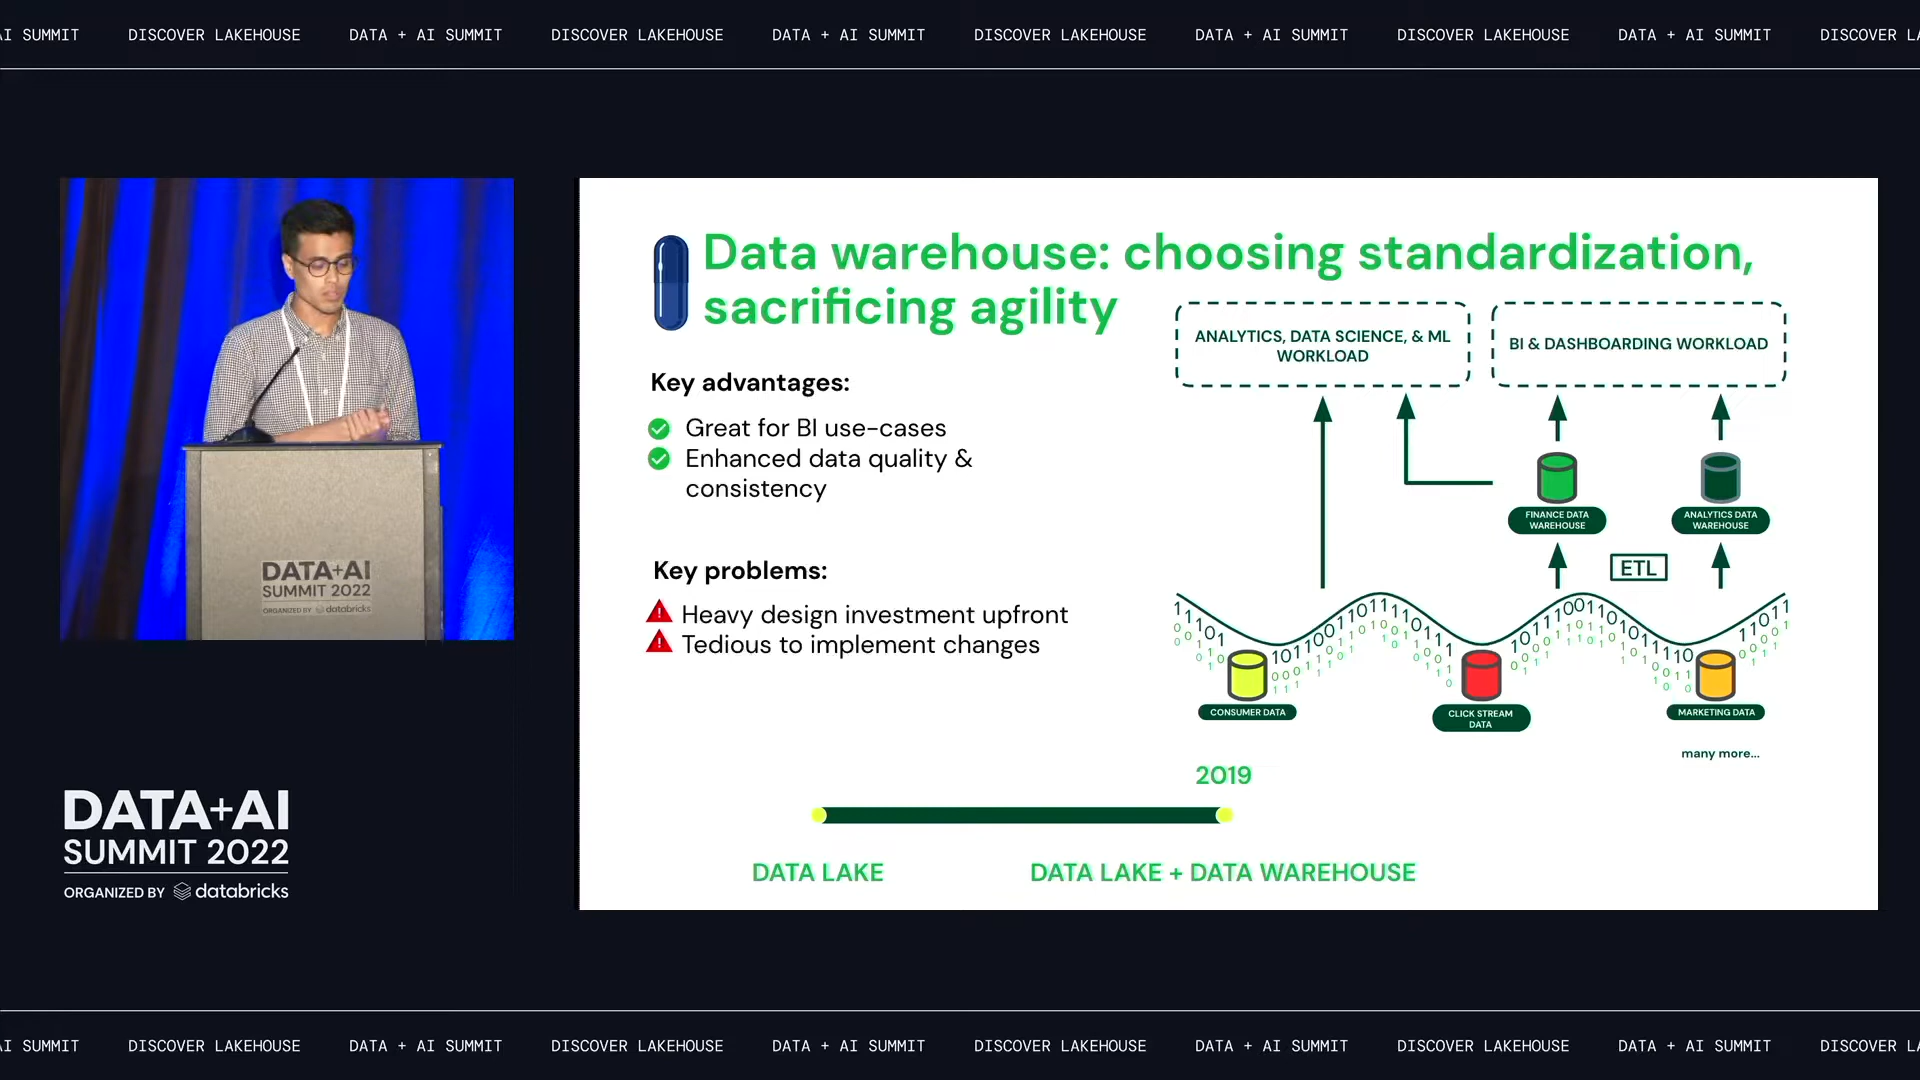 AI SUMMIT DISCOVER LAKEHOUSE DATA + AI SUMMIT DISCOVER LAKEHOUSE DATA + AI SUMMIT DISCOVER LAKEHOUSE DATA + AI SUMMIT DISCOVER LAKEHOUSE DATA + AI SUMMIT DISCOVER LA
Data warehouse: choosing standardization,
sacrificing agility
ANALYTICS, DATA SCIENCE, & ML
WORKLOAD
BI & DASHBOARDING WORKLOAD
Key advantages:
Great for BI use-cases
Enhanced data quality &
consistency
FINANCE DATA
WAREHOUSE
ANALYTICS DATA
WAREHOUSE
ETL
Key problems:
Heavy design investment upfront
Tedious to implement changes
CONSUMER DATA
CLICK STREAM
DATA
MARKETING DATA
many more...
2019
DATA LAKE
DATA LAKE + DATA WAREHOUSE
DATA+AI
SUMMIT 2022
ORGANIZED BY databricks
DATA+AI
SUMMIT 2022
ORGANIZED BY databricks
AI SUMMIT DISCOVER LAKEHOUSE DATA + AI SUMMIT DISCOVER LAKEHOUSE DATA + AI SUMMIT DISCOVER LAKEHOUSE DATA + AI SUMMIT DISCOVER LAKEHOUSE DATA + AI SUMMIT DISCOVER LA